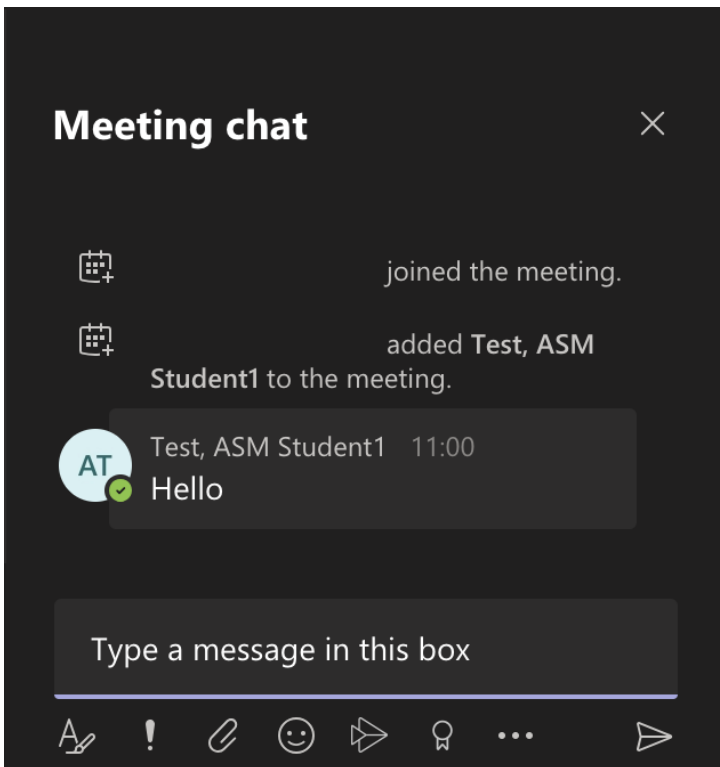 Meeting chat
joined the meeting.
added Test, ASM
Student1 to the meeting.
AT
Test, ASM Student1 11:00
Hello
Type a message in this box